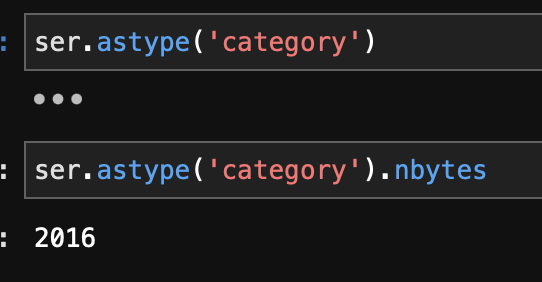 : ser.astype('category')
•••
: ser.astype('category').nbytes
: 2016